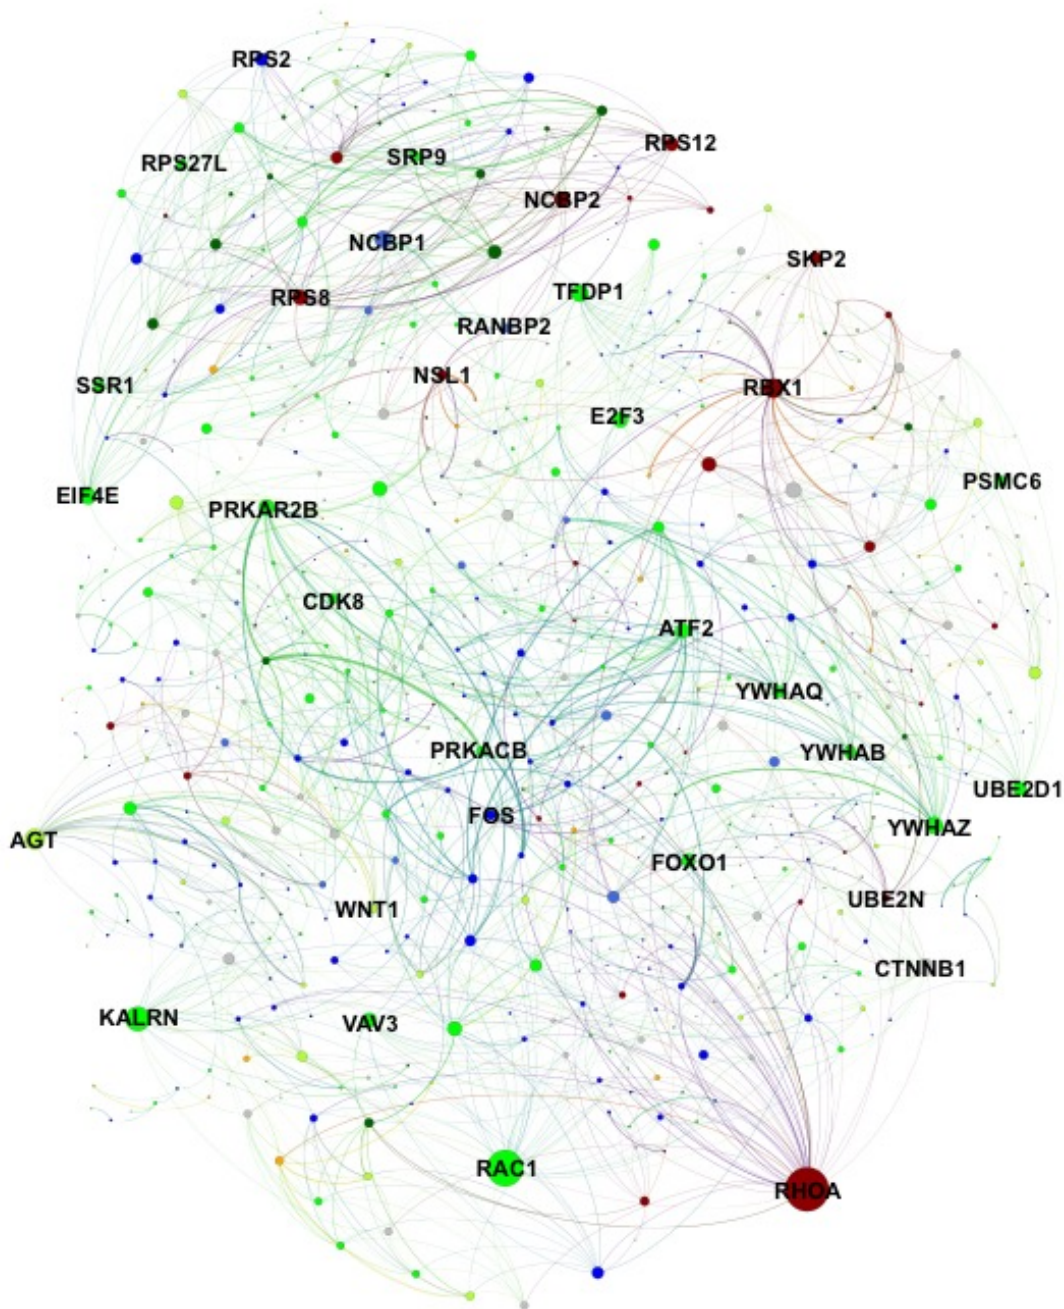 RPS2
RPS12
RPS27L
SRP9
NCBP2
NCBP1
SKP2
TFDP1
RPS8
RANBP2
NSL1
SSR1
RBX1
E2F3
PSMC6
EIF4E
PRKAR2B
CDK8
ATF2
YWHAQ
PRKACB
YWHAB
UBE2D1
FOS
YWHAZ
AGT
FOXO1
UBE2N
WNT1
CTNNB1
KALRN
VAV3
RAC1
RHOA